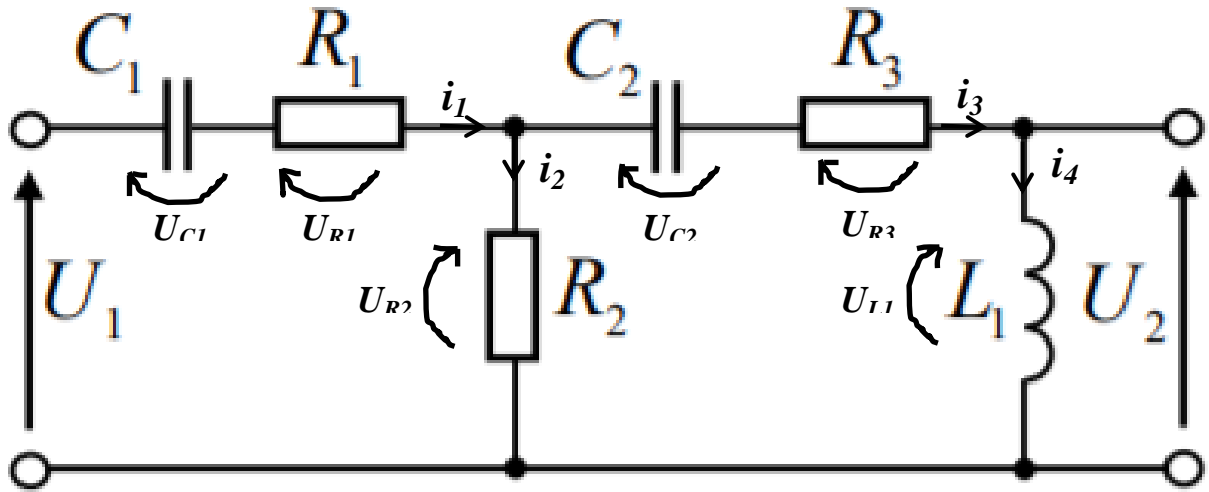 C1 R1 C2 R3
i1 i3
i2 i4
UC1 UR1 UC2 UR3
U1 UR2 R2 UL1 L1 U2